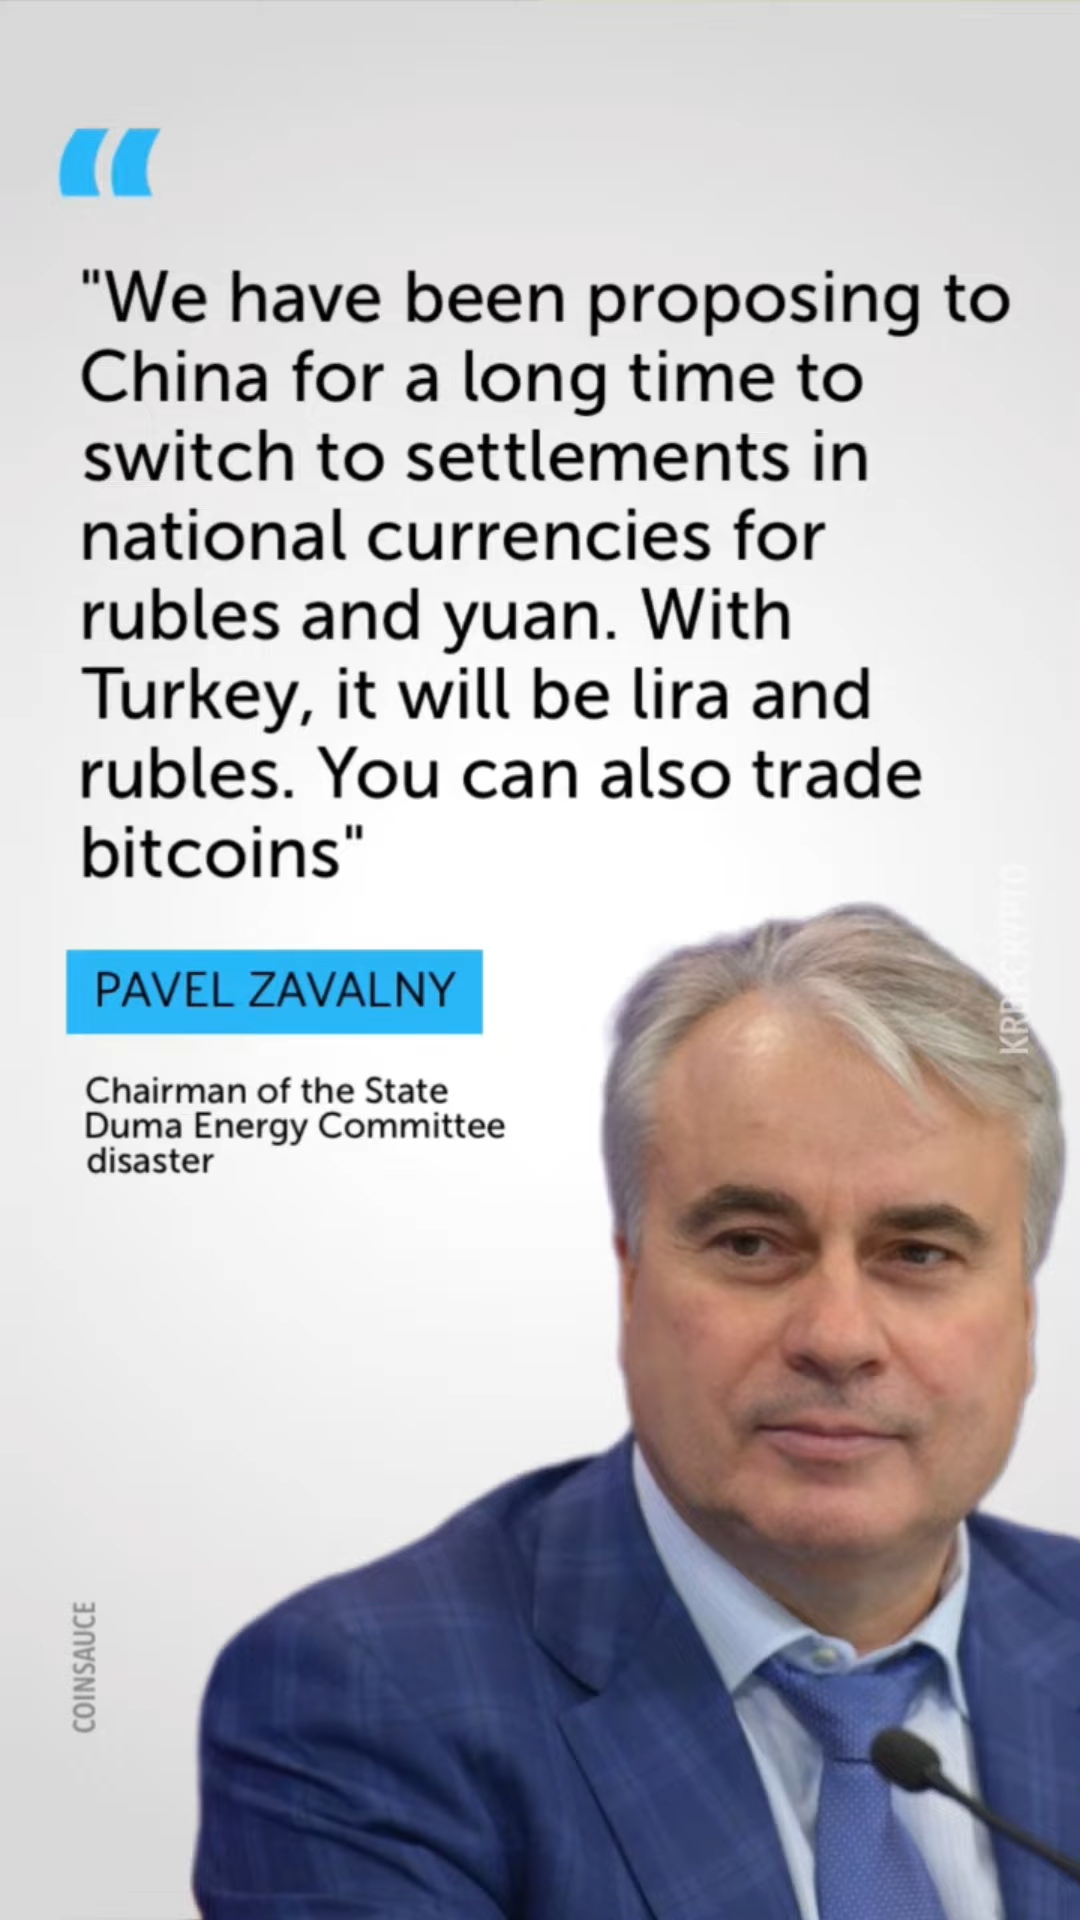 "We have been proposing to
China for a long time to
switch to settlements in
national currencies for
rubles and yuan. With
Turkey, it will be lira and
rubles. You can also trade
bitcoins"
PAVEL ZAVALNY
Chairman of the State
Duma Energy Committee
disaster
KRBECRYPTO
COINSAUCE